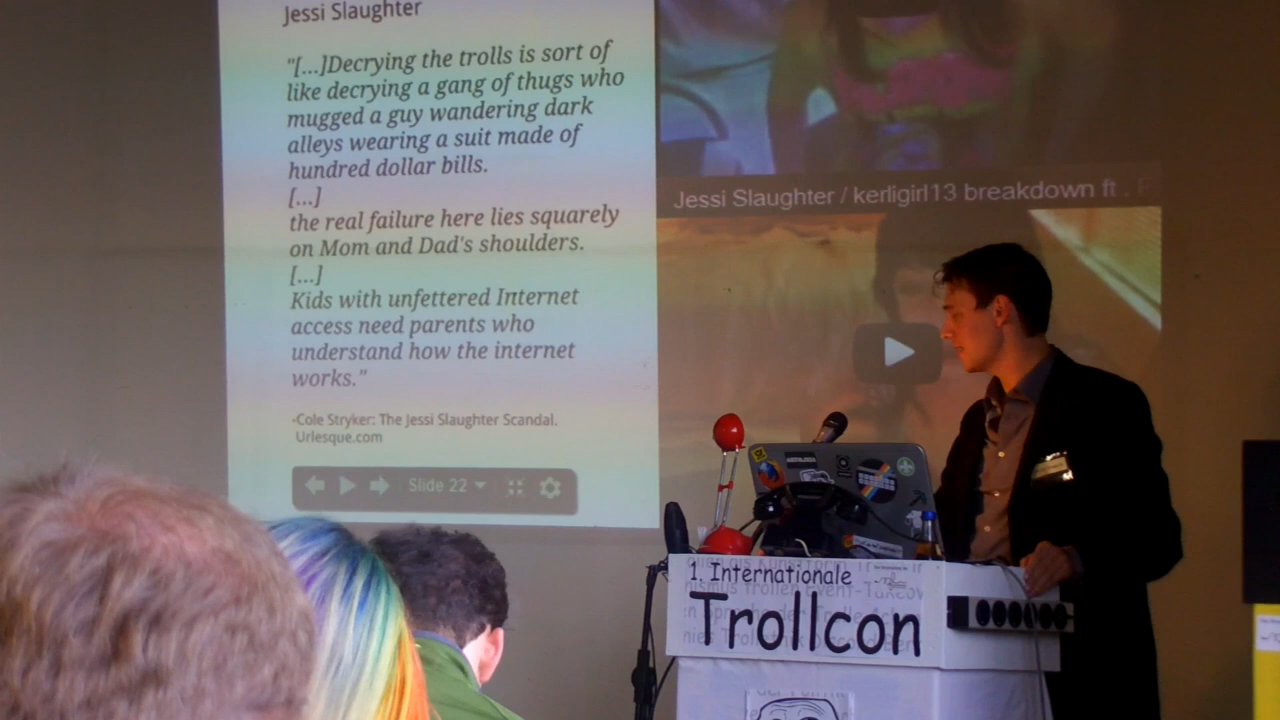 Jessi Slaughter
"[...]Decrying the trolls is sort of
like decrying a gang of thugs who
mugged a guy wandering dark
alleys wearing a suit made of
hundred dollar bills.
[...]
the real failure here lies squarely
on Mom and Dad's shoulders.
[...]
Kids with unfettered Internet
access need parents who
understand how the internet
works."
-Cole Stryker: The Jessi Slaughter Scandal.
Urlesque.com
Slide 22
Jessi Slaughter / kerligirl13 breakdown ft .
1. Internationale
Trollcon